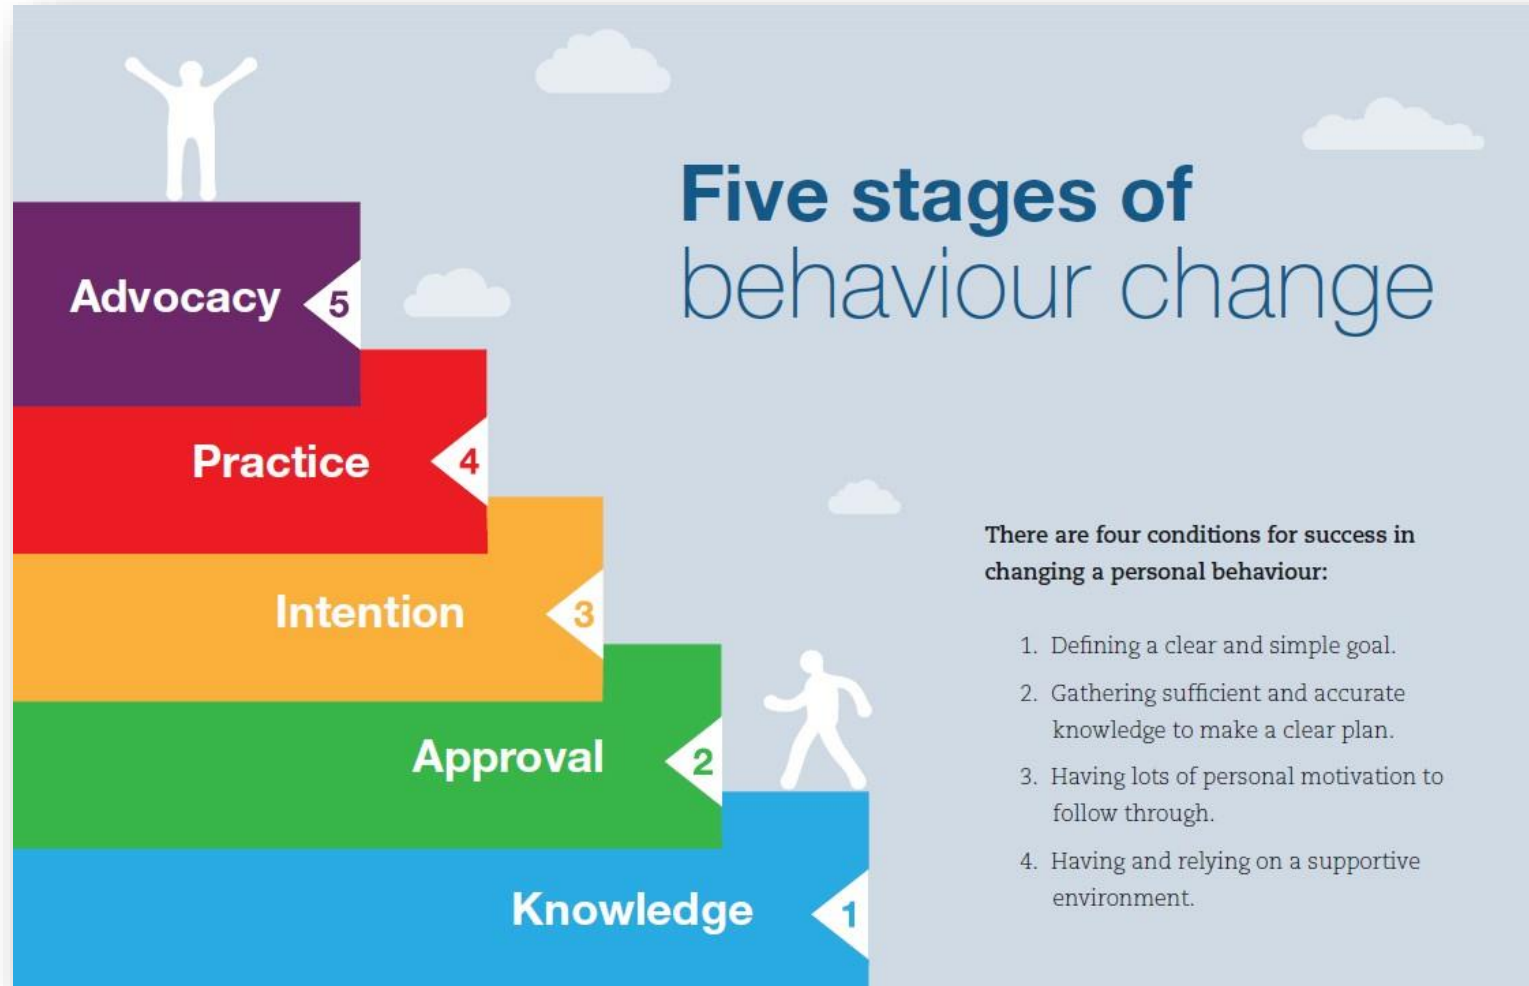 Five stages of
behaviour change
Advocacy 5
Practice 4
Intention 3
Approval 2
Knowledge 1
There are four conditions for success in
changing a personal behaviour:
1. Defining a clear and simple goal.
2. Gathering sufficient and accurate
knowledge to make a clear plan.
3. Having lots of personal motivation to
follow through.
4. Having and relying on a supportive
environment.